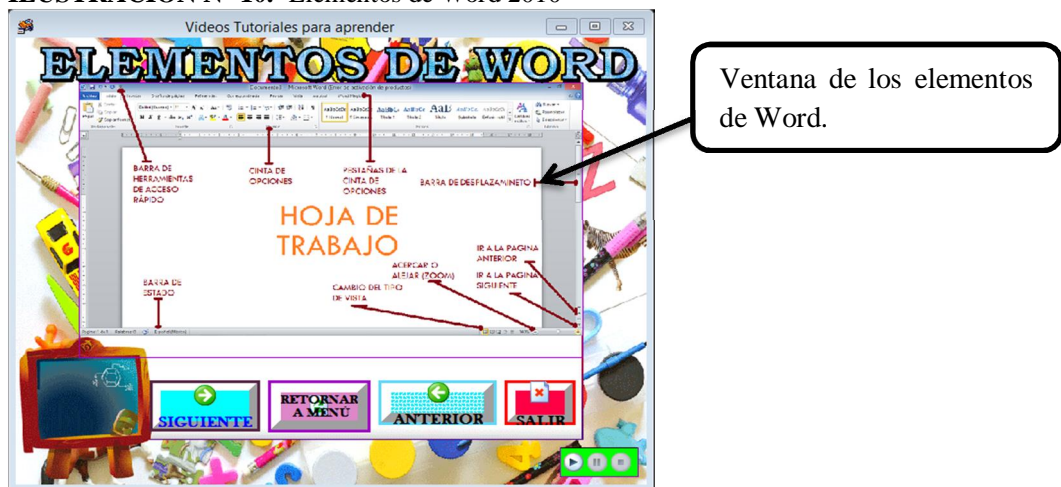 ILUSTRACIÓN N° 10. Elementos de Word 2010
Videos Tutoriales para aprender
ELEMENTOS DE WORD
Ventana de los elementos
de Word.
BARRA DE
HERRAMIENTAS
DE ACCESO
RÁPIDO
CINTA DE
OPCIONES
PESTAÑAS DE LA
CINTA DE
OPCIONES
BARRA DE DESPLAZAMINETO
HOJA DE
TRABAJO
IR A LA PAGINA
ANTERIOR
ACERCAR O
ALEJAR (ZOOM)
IR A LA PAGINA
SIGUIENTE
BARRA DE
ESTADO
CAMBIO DEL TIPO
DE VISTA
SIGUIENTE
RETORNAR
A MENÚ
ANTERIOR
SALIR